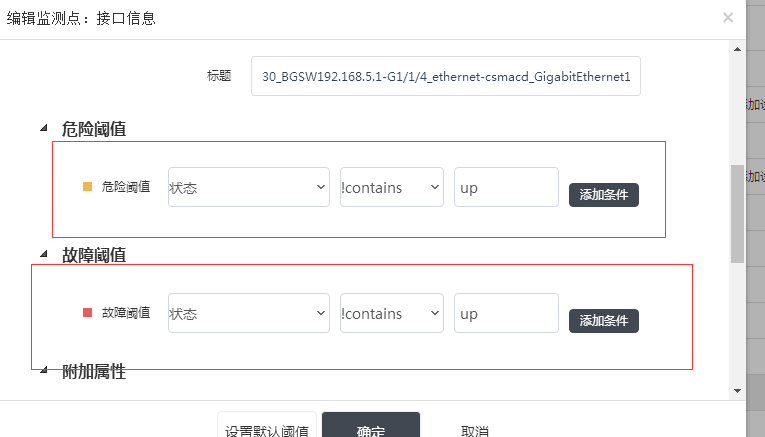 编辑监测点：接口信息 ×
标题 30_BGSW192.168.5.1-G1/1/4_ethernet-csmacd_GigabitEthernet1
危险阈值
危险阈值 状态 !contains up 添加条件
故障阈值
故障阈值 状态 !contains up 添加条件
附加属性
设置默认阈值 确定 取消